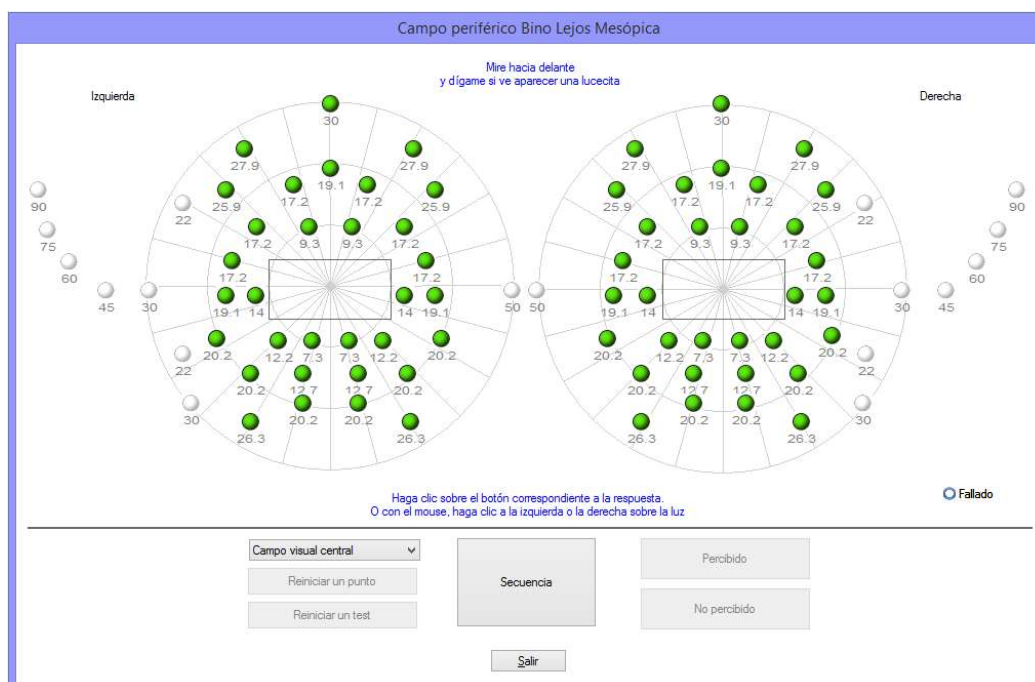 Campo periférico Bino Lejos Mesópica
Mire hacia delante
y dígame si ve aparecer una lucecita
Izquierda Derecha
30 30
27.9 27.9 27.9 27.9
19.1 19.1
17.2 17.2 17.2 17.2
90 25.9 25.9 25.9 25.9 90
22 22
75 17.2 9.3 9.3 17.2 17.2 9.3 9.3 17.2 75
60 17.2 17.2 17.2 17.2 60
45 30 19.1 14 14 19.1 50 50 19.1 14 14 19.1 30 45
20.2 20.2 20.2 20.2
12.2 7.3 7.3 12.2 12.2 7.3 7.3 12.2
22 22
20.2 12.7 12.7 20.2 20.2 12.7 12.7 20.2
30 20.2 20.2 20.2 20.2 30
26.3 26.3 26.3 26.3
Haga clic sobre el botón correspondiente a la respuesta.
O con el mouse, haga clic a la izquierda o la derecha sobre la luz
Fallado
Campo visual central
Reiniciar un punto
Reiniciar un test
Secuencia
Percibido
No percibido
Salir